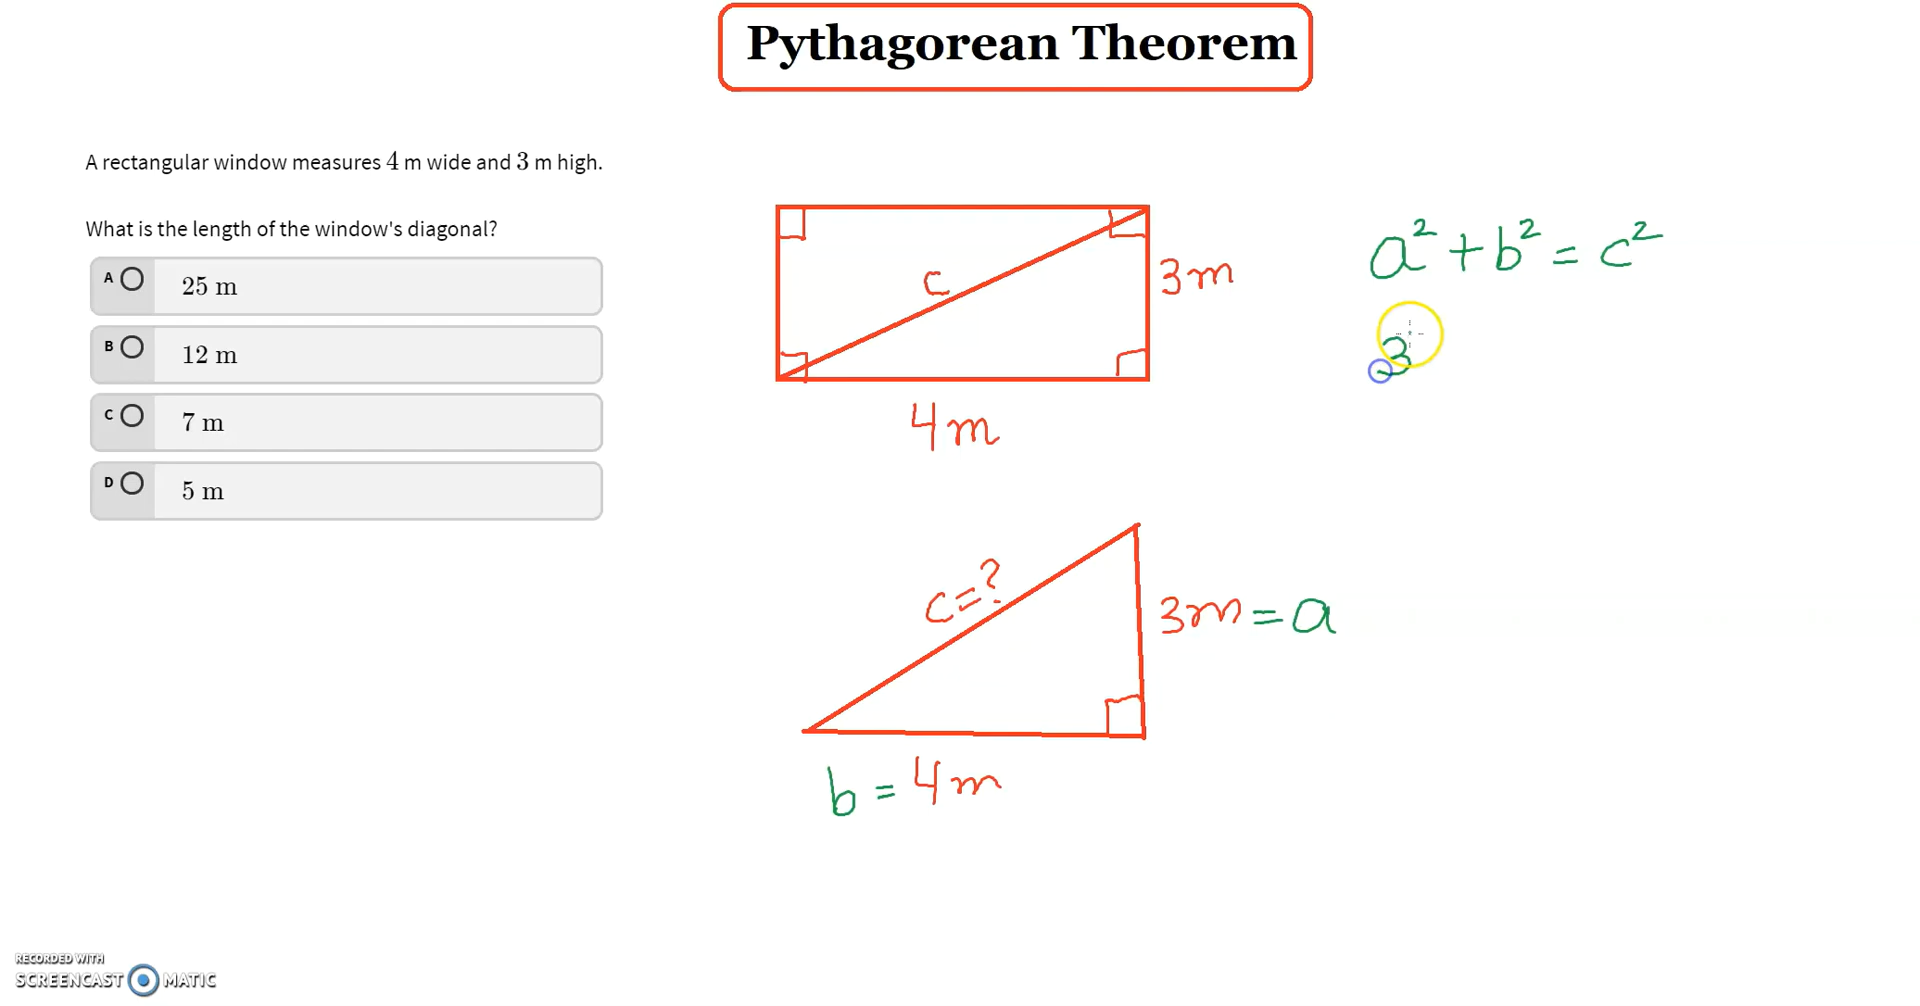 Pythagorean Theorem
A rectangular window measures 4 m wide and 3 m high.
What is the length of the window's diagonal?
A 25 m
B 12 m
C 7 m
D 5 m
c
3m
4m
a² + b² = c²
3
c=?
3m = a
b = 4m
RECORDED WITH
SCREENCAST MATIC